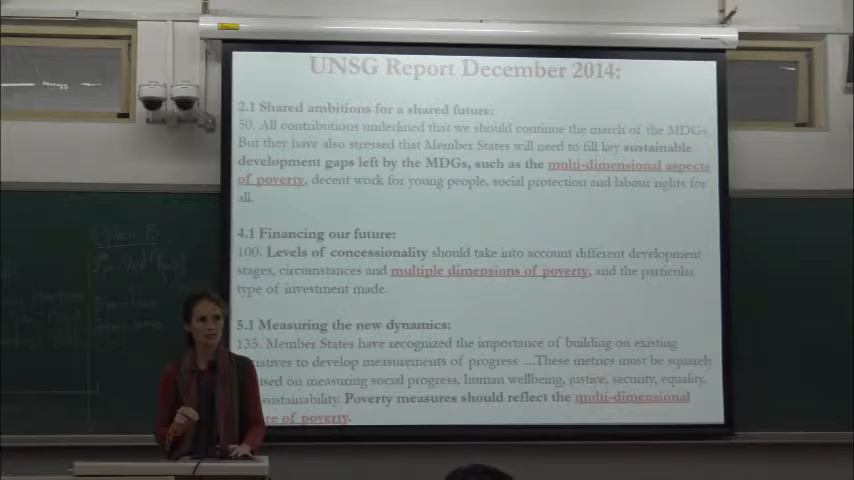 UNSG Report December 2014:
2.1 Shared ambitions for a shared future:
50. All contributions underlined that we should continue the march of the MDGs.
But they have also stressed that Member States will need to fill key sustainable
development gaps left by the MDGs, such as the multi-dimensional aspects
of poverty, decent work for young people, social protection and labour rights for
all.
4.1 Financing our future:
100. Levels of concessionality should take into account different development
stages, circumstances and multiple dimensions of poverty, and the particular
type of investment made.
5.1 Measuring the new dynamics:
135. Member States have recognized the importance of building on existing
to develop measurements of progress ....These metrics must be squarely
on measuring social progress, human wellbeing, justice, security, equality,
sustainability. Poverty measures should reflect the multi-dimensional
of poverty.
Option B